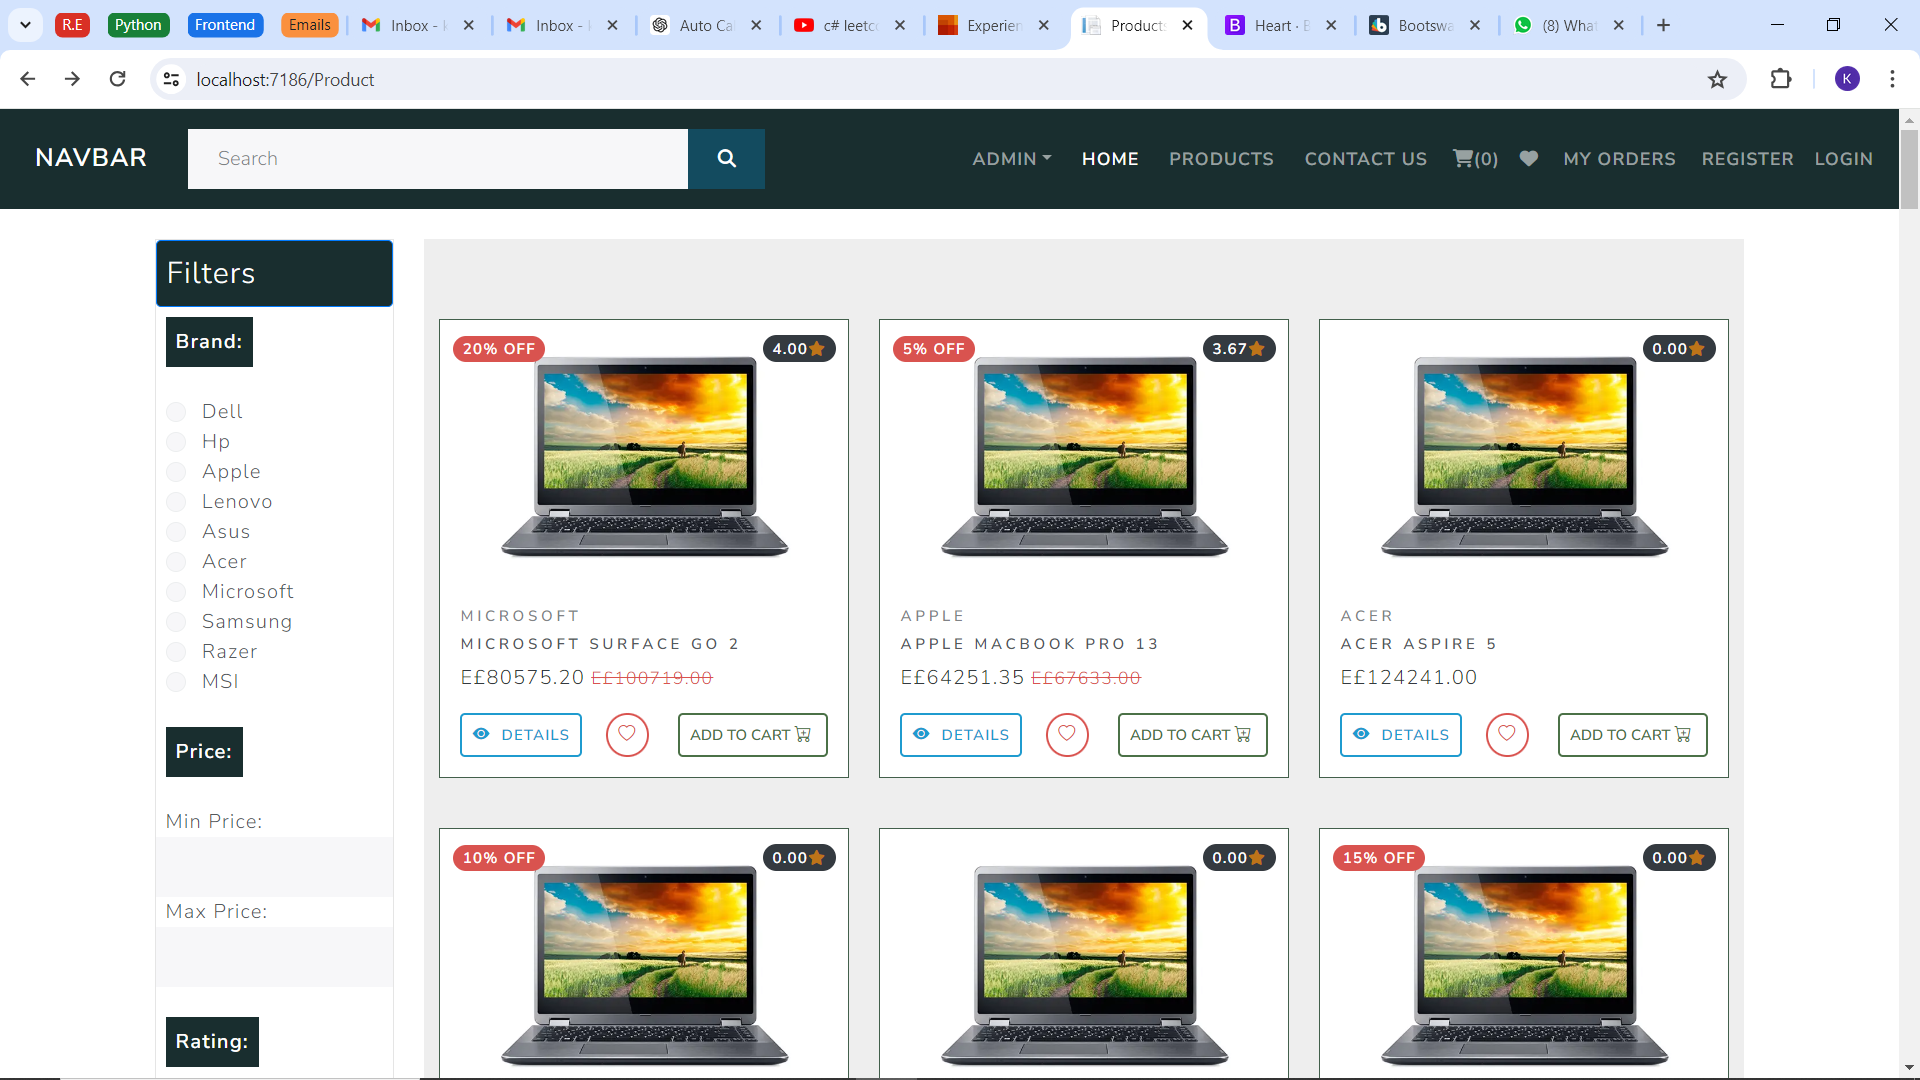 R.E Python Frontend Emails Inbox - Inbox - Auto Ca c# leetc Experien Products Heart · B Bootswa (8) What
localhost:7186/Product K
NAVBAR Search ADMIN HOME PRODUCTS CONTACT US (0) MY ORDERS REGISTER LOGIN
Filters
Brand:
Dell
Hp
Apple
Lenovo
Asus
Acer
Microsoft
Samsung
Razer
MSI
Price:
Min Price:
Max Price:
Rating:
20% OFF 4.00
MICROSOFT
MICROSOFT SURFACE GO 2
E£80575.20 E£100719.00
DETAILS ADD TO CART
5% OFF 3.67
APPLE
APPLE MACBOOK PRO 13
E£64251.35 E£67633.00
DETAILS ADD TO CART
0.00
ACER
ACER ASPIRE 5
E£124241.00
DETAILS ADD TO CART
10% OFF 0.00
0.00
15% OFF 0.00